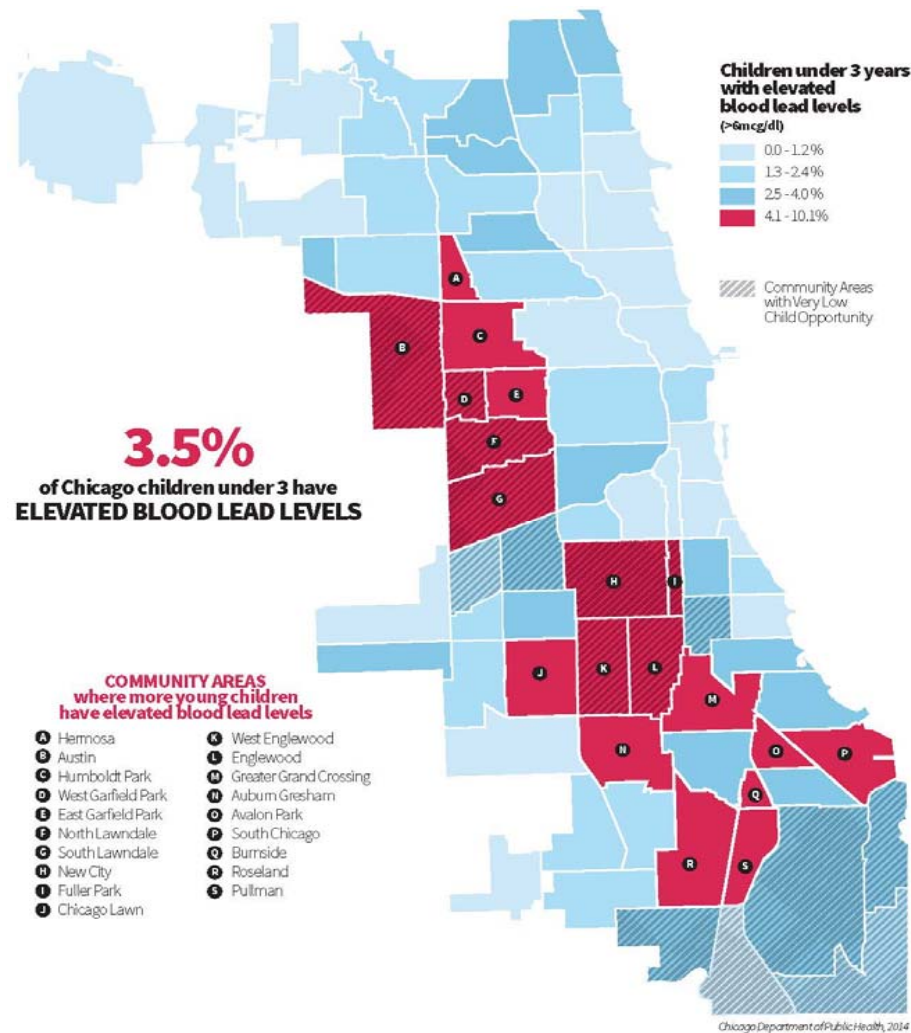 Children under 3 years
with elevated
blood lead levels
(>6mcg/dl)
0.0 - 1.2%
1.3 - 2.4%
2.5 - 4.0%
4.1 - 10.1%
Community Areas
with Very Low
Child Opportunity
A
B
C
D
E
F
G
H
I
J
K
L
M
N
O
P
Q
R
S
3.5%
of Chicago children under 3 have
ELEVATED BLOOD LEAD LEVELS
COMMUNITY AREAS
where more young children
have elevated blood lead levels
A Hermosa
B Austin
C Humboldt Park
D West Garfield Park
E East Garfield Park
F North Lawndale
G South Lawndale
H New City
I Fuller Park
J Chicago Lawn
K West Englewood
L Englewood
M Greater Grand Crossing
N Auburn Gresham
O Avalon Park
P South Chicago
Q Burnside
R Roseland
S Pullman
Chicago Department of Public Health, 2014